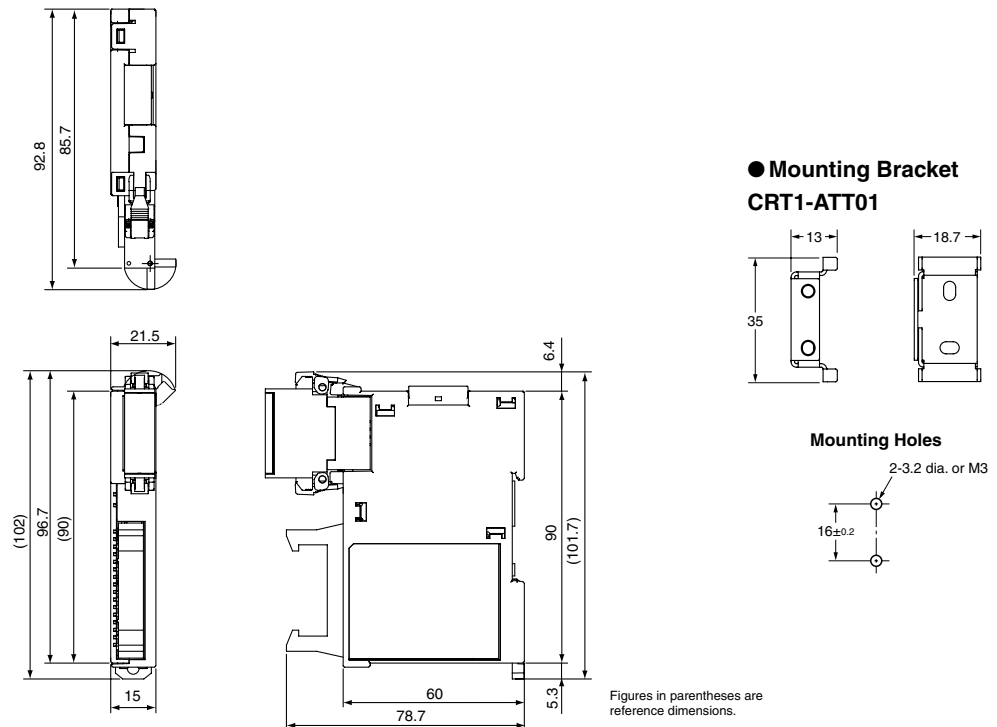 92.8
85.7
● Mounting Bracket
CRT1-ATT01
13
18.7
35
21.5
6.4
(102)
96.7
(90)
90
(101.7)
Mounting Holes
2-3.2 dia. or M3
16±0.2
15
60
78.7
5.3
Figures in parentheses are
reference dimensions.